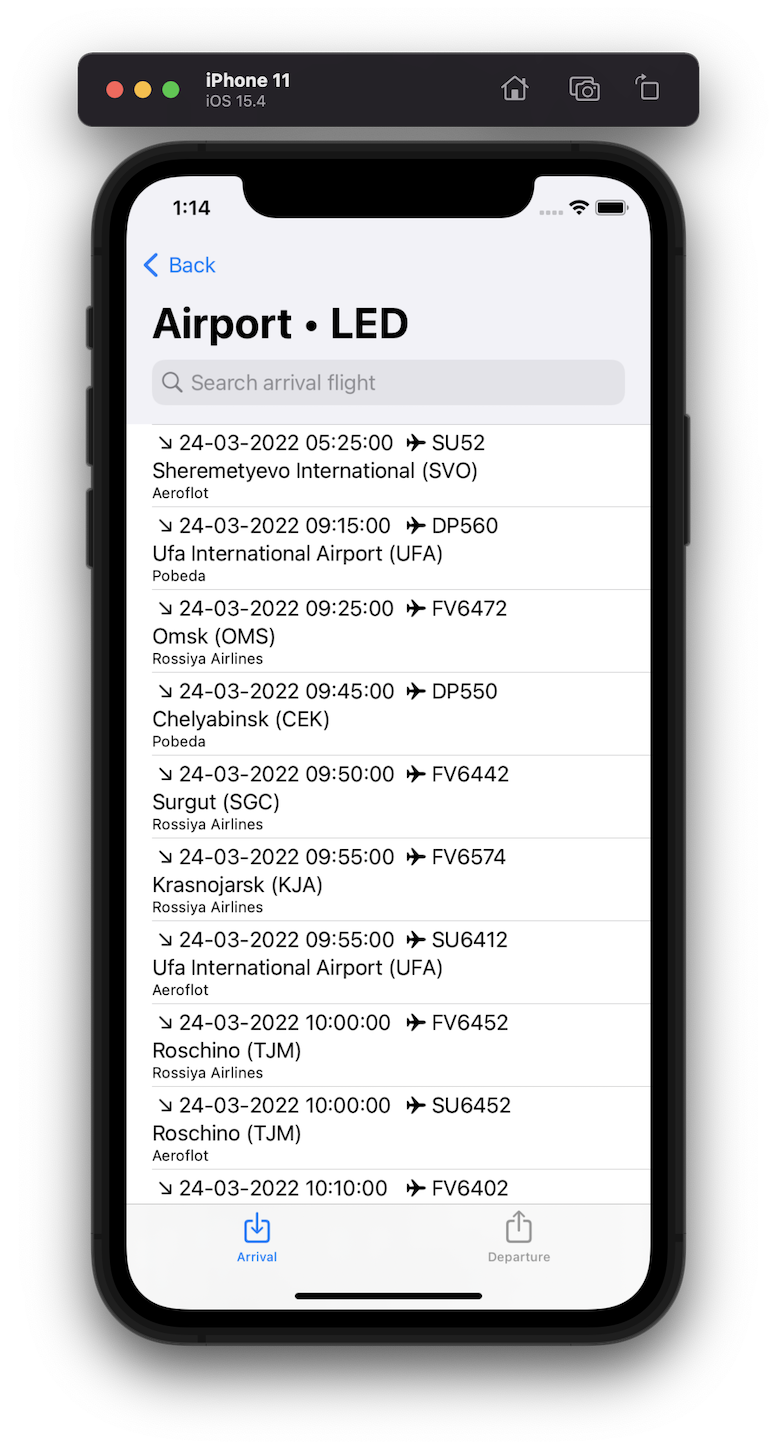 iPhone 11
iOS 15.4
1:14
Back
Airport • LED
Search arrival flight
24-03-2022 05:25:00 SU52
Sheremetyevo International (SVO)
Aeroflot
24-03-2022 09:15:00 DP560
Ufa International Airport (UFA)
Pobeda
24-03-2022 09:25:00 FV6472
Omsk (OMS)
Rossiya Airlines
24-03-2022 09:45:00 DP550
Chelyabinsk (CEK)
Pobeda
24-03-2022 09:50:00 FV6442
Surgut (SGC)
Rossiya Airlines
24-03-2022 09:55:00 FV6574
Krasnojarsk (KJA)
Rossiya Airlines
24-03-2022 09:55:00 SU6412
Ufa International Airport (UFA)
Aeroflot
24-03-2022 10:00:00 FV6452
Roschino (TJM)
Rossiya Airlines
24-03-2022 10:00:00 SU6452
Roschino (TJM)
Aeroflot
24-03-2022 10:10:00 FV6402
Arrival Departure